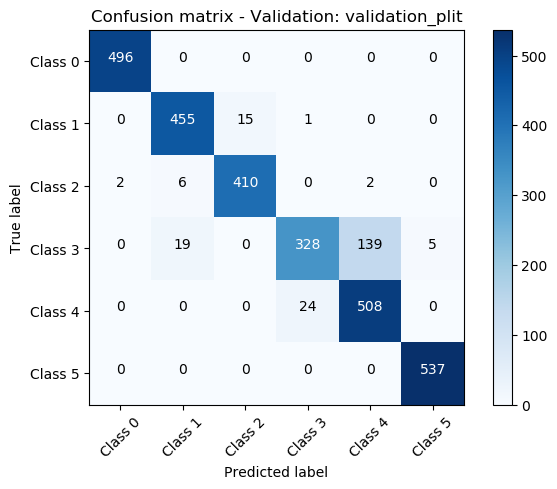 Confusion matrix - Validation: validation_plit
Class 0 496 0 0 0 0 0
Class 1 0 455 15 1 0 0
Class 2 2 6 410 0 2 0
Class 3 0 19 0 328 139 5
Class 4 0 0 0 24 508 0
Class 5 0 0 0 0 0 537
Class 0 Class 1 Class 2 Class 3 Class 4 Class 5
Predicted label
True label
500
400
300
200
100
0